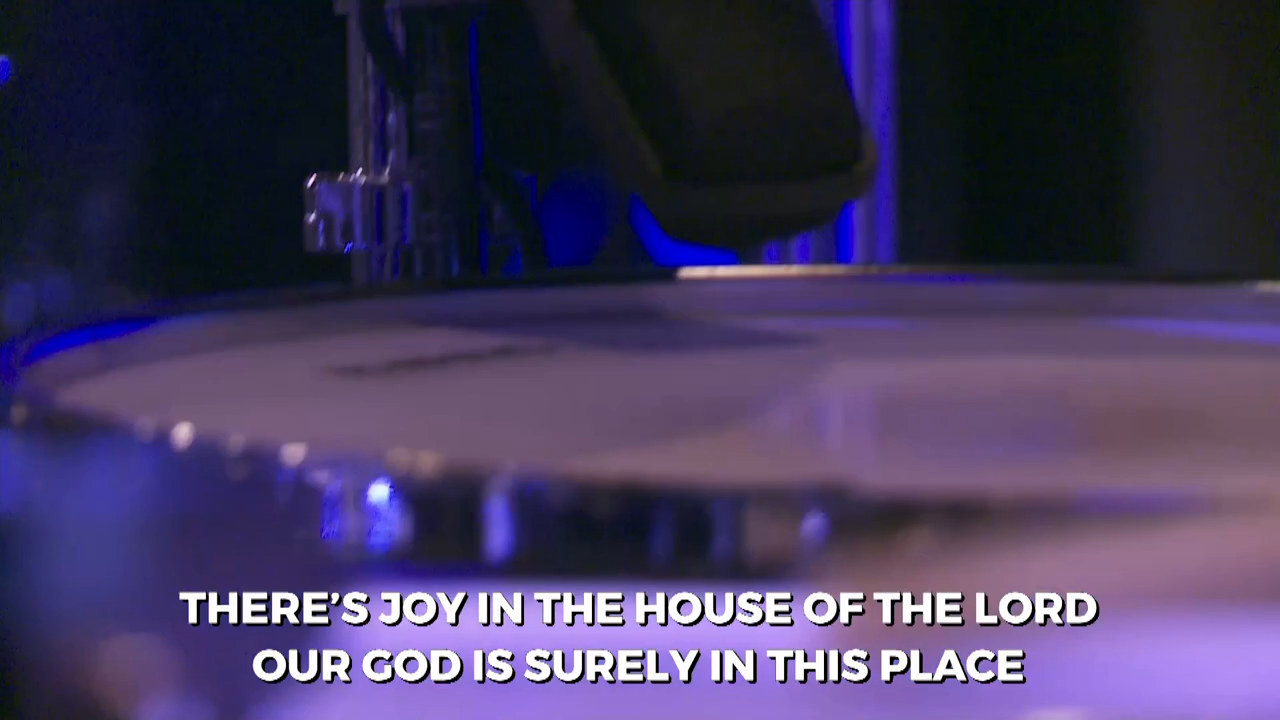 THERE’S JOY IN THE HOUSE OF THE LORD
OUR GOD IS SURELY IN THIS PLACE